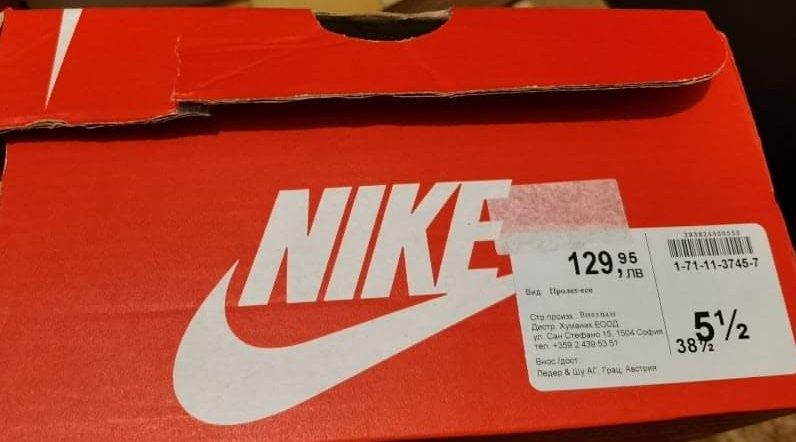 NIKE
129,95 ЛВ
Вид: Пролет-есе
Стр.произх.: Виетнам
Дистр. Хуманик ЕООД
ул. Сан Стефано 15, 1504 София
тел. +359 2 439 53 51
Внос /дост.:
Ледер & Шу АГ, Грац, Австрия
203824500552
1-71-11-3745-7
5½
38½